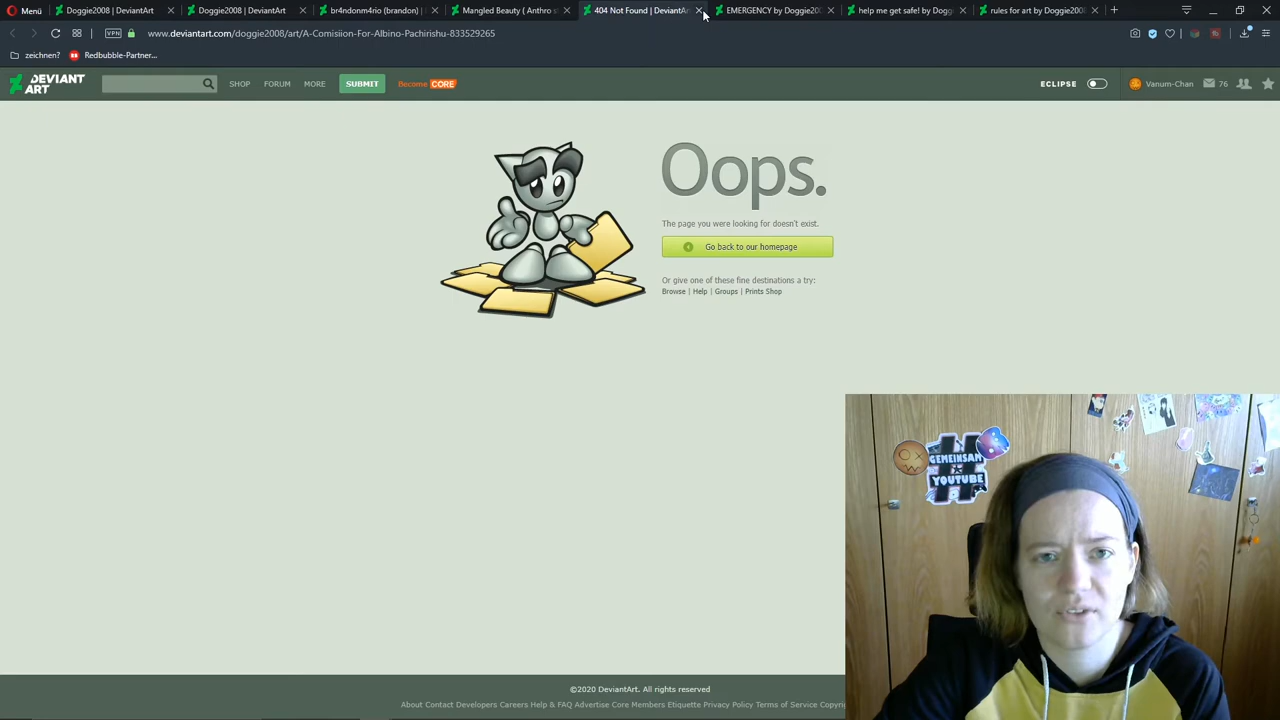 Menü
Doggie2008 | DeviantArt
Doggie2008 | DeviantArt
br4ndonm4rio (brandon) |
Mangled Beauty ( Anthro s
404 Not Found | DeviantAr
EMERGENCY by Doggie200
help me get safe! by Dogg
rules for art by Doggie2008
VPN
www.deviantart.com/doggie2008/art/A-Comisiion-For-Albino-Pachirishu-833529265
zeichnen?
Redbubble-Partner...
DEVIANT
ART
SHOP
FORUM
MORE
SUBMIT
Become CORE
ECLIPSE
Vanum-Chan
76
Oops.
The page you were looking for doesn't exist.
Go back to our homepage
Or give one of these fine destinations a try:
Browse | Help | Groups | Prints Shop
GEMEINSAM
YOUTUBE
©2020 DeviantArt. All rights reserved
About Contact Developers Careers Help & FAQ Advertise Core Members Etiquette Privacy Policy Terms of Service Copyri